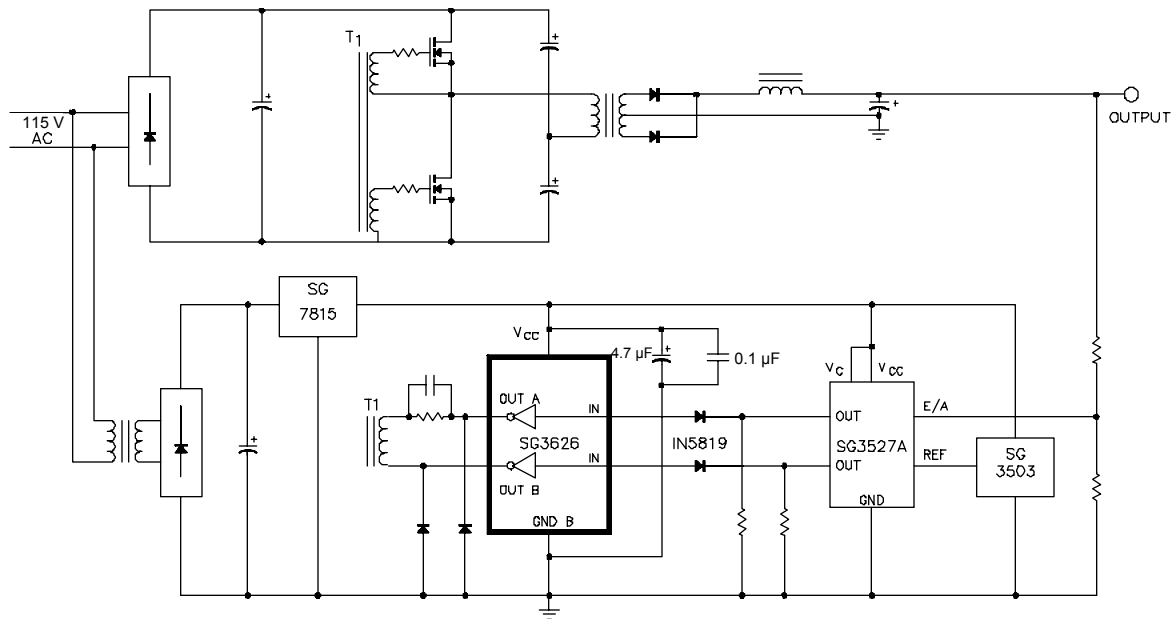 T1
115 V
AC
OUTPUT
SG
7815
VCC
4.7 µF
0.1 µF
VC
VCC
T1
OUT A
IN
OUT
E/A
SG3626
IN5819
SG3527A
IN
OUT
REF
SG
3503
OUT B
GND B
GND